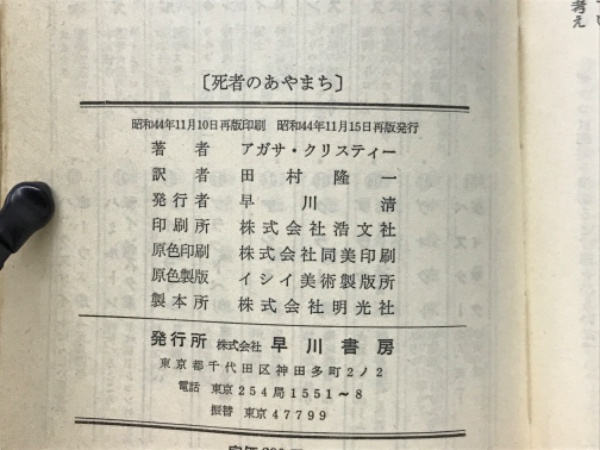 〔死者のあやまち〕
昭和44年11月10日再版印刷 昭和44年11月15日再版発行
著者 アガサ・クリスティー
訳者 田村隆一
発行者 早川清
印刷所 株式会社浩文社
原色印刷 株式会社同美印刷
原色製版 イシイ美術製版所
製本所 株式会社明光社
発行所 株式会社 早川書房
東京都千代田区神田多町2ノ2
電話 東京254局1551〜8
振替 東京47799
考え